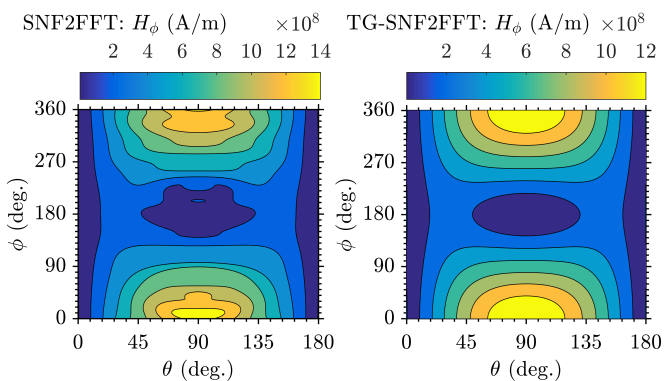 SNF2FFT: H_ϕ (A/m) ×10^8
2 4 6 8 10 12 14
360
270
180
90
0
ϕ (deg.)
0 45 90 135 180
θ (deg.)
TG-SNF2FFT: H_ϕ (A/m) ×10^8
2 4 6 8 10 12
360
270
180
90
0
ϕ (deg.)
0 45 90 135 180
θ (deg.)